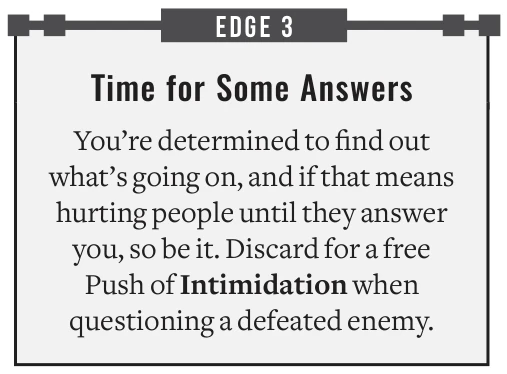 EDGE 3
Time for Some Answers
You’re determined to find out
what’s going on, and if that means
hurting people until they answer
you, so be it. Discard for a free
Push of Intimidation when
questioning a defeated enemy.